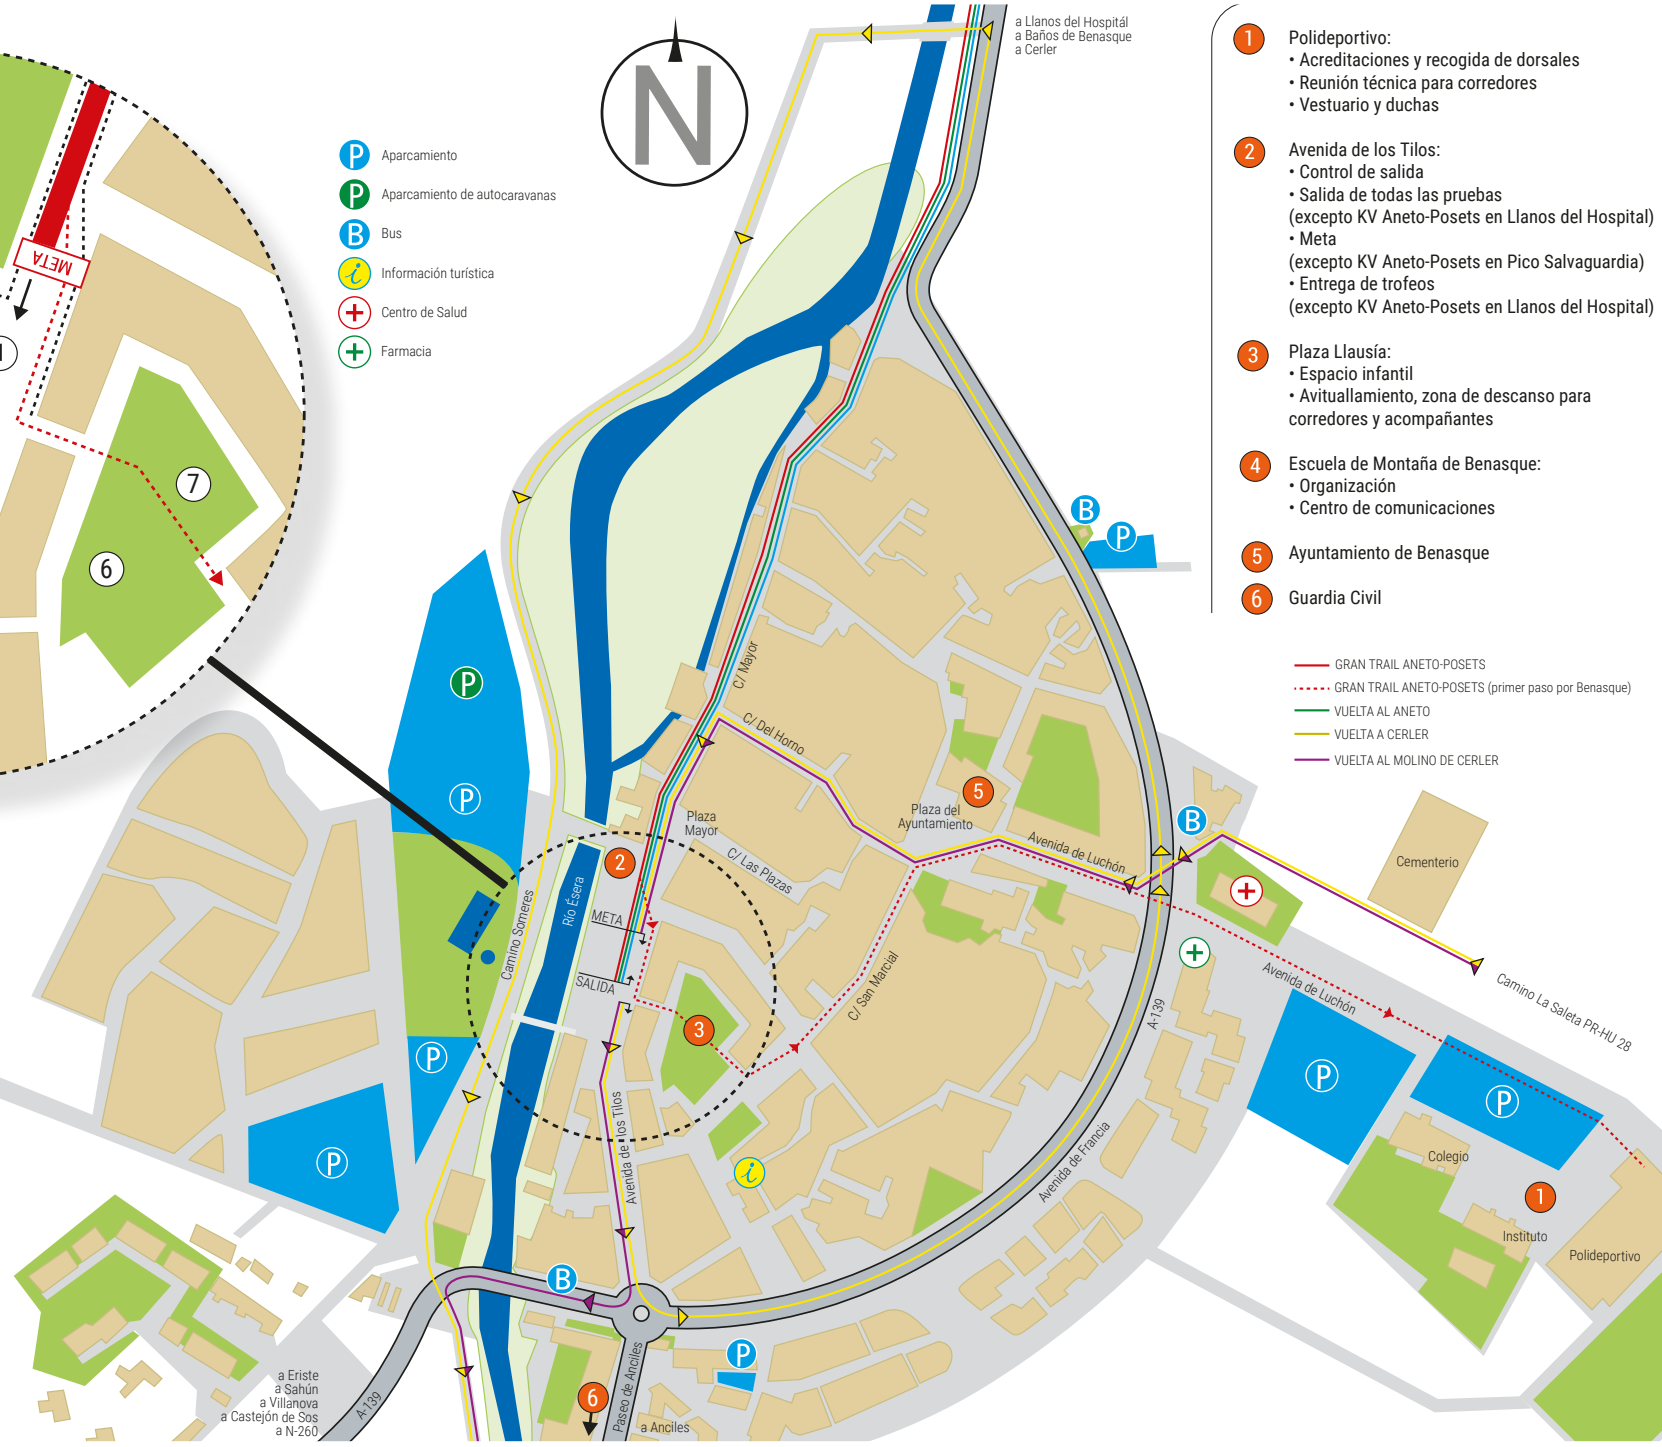 a Llanos del Hospitál
a Baños de Benasque
a Cerler
N
P Aparcamiento
P Aparcamiento de autocaravanas
B Bus
i Información turística
Centro de Salud
Farmacia
1 Polideportivo:
• Acreditaciones y recogida de dorsales
• Reunión técnica para corredores
• Vestuario y duchas
2 Avenida de los Tilos:
• Control de salida
• Salida de todas las pruebas
(excepto KV Aneto-Posets en Llanos del Hospital)
• Meta
(excepto KV Aneto-Posets en Pico Salvaguardia)
• Entrega de trofeos
(excepto KV Aneto-Posets en Llanos del Hospital)
3 Plaza Llausía:
• Espacio infantil
• Avituallamiento, zona de descanso para
corredores y acompañantes
4 Escuela de Montaña de Benasque:
• Organización
• Centro de comunicaciones
5 Ayuntamiento de Benasque
6 Guardia Civil
GRAN TRAIL ANETO-POSETS
GRAN TRAIL ANETO-POSETS (primer paso por Benasque)
VUELTA AL ANETO
VUELTA A CERLER
VUELTA AL MOLINO DE CERLER
META
7
6
B
P
P
P
C/ Mayor
C/ Del Horno
5
Plaza del
Ayuntamiento
Plaza
Mayor
C/ Las Plazas
Avenida de Luchón
B
Cementerio
2
Río Ésera
Camino Someres
META
SALIDA
3
C/ San Marcial
A-139
Avenida de Luchón
Camino La Saleta PR-HU 28
P
P
P
P
Avenida de los Tilos
i
Avenida de Francia
Colegio
1
Instituto
Polideportivo
B
P
6
Paseo de Anciles
a Anciles
a Eriste
a Sahún
a Villanova
a Castejón de Sos
a N-260
A-139